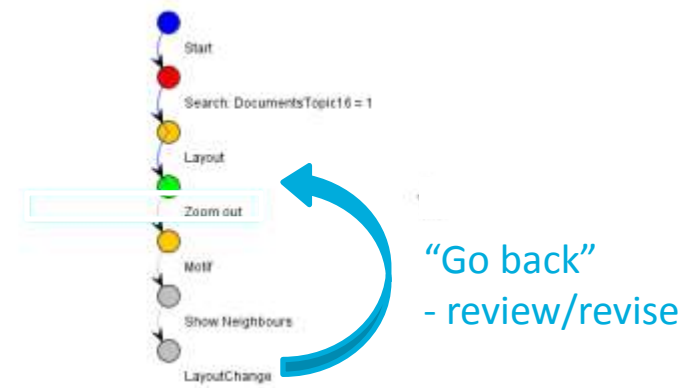 Start
Search: DocumentsTopic16 = 1
Layout
Zoom out
Motif
Show Neighbours
LayoutChange
“Go back”
- review/revise